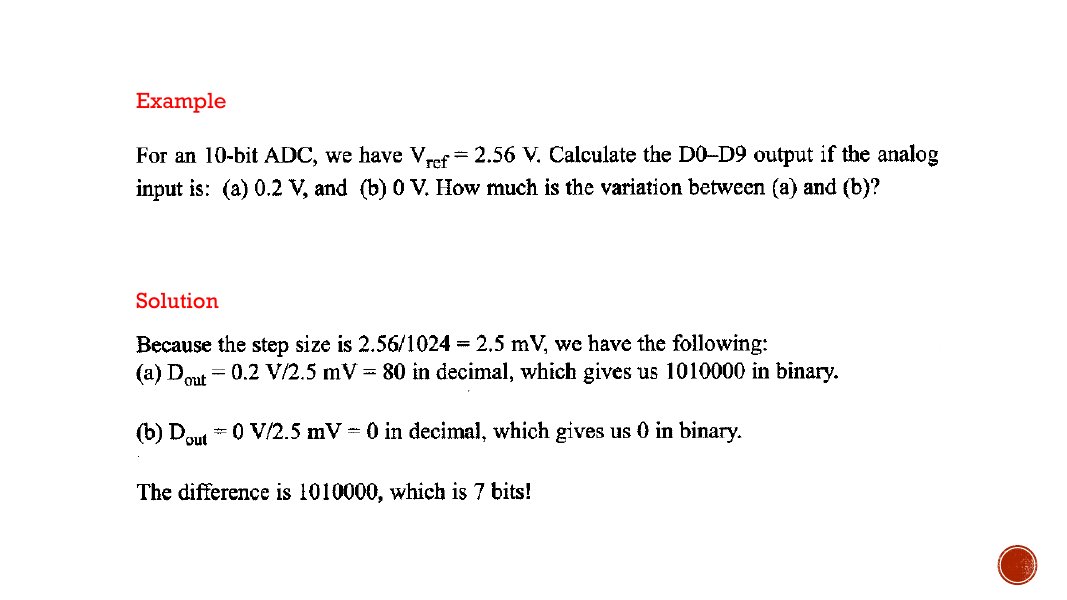 Example
For an 10-bit ADC, we have Vref = 2.56 V. Calculate the D0–D9 output if the analog
input is: (a) 0.2 V, and (b) 0 V. How much is the variation between (a) and (b)?
Solution
Because the step size is 2.56/1024 = 2.5 mV, we have the following:
(a) Dout = 0.2 V/2.5 mV = 80 in decimal, which gives us 1010000 in binary.
(b) Dout = 0 V/2.5 mV = 0 in decimal, which gives us 0 in binary.
The difference is 1010000, which is 7 bits!